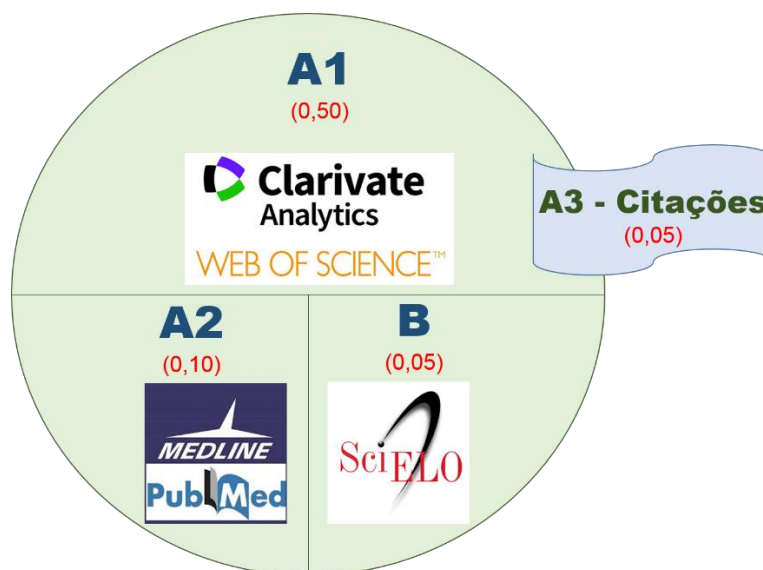 A1
(0,50)
Clarivate
Analytics
WEB OF SCIENCE™
A3 - Citações
(0,05)
A2
(0,10)
MEDLINE
PubMed
B
(0,05)
SciELO